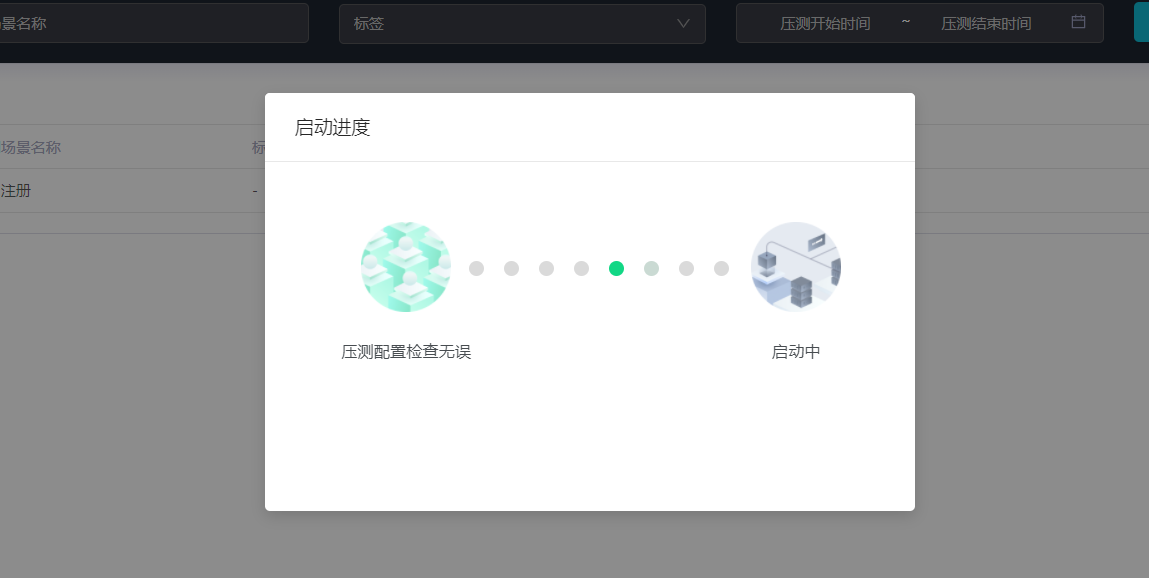 场景名称
标签
压测开始时间 ~ 压测结束时间
启动进度
场景名称 标
注册 -
压测配置检查无误
启动中